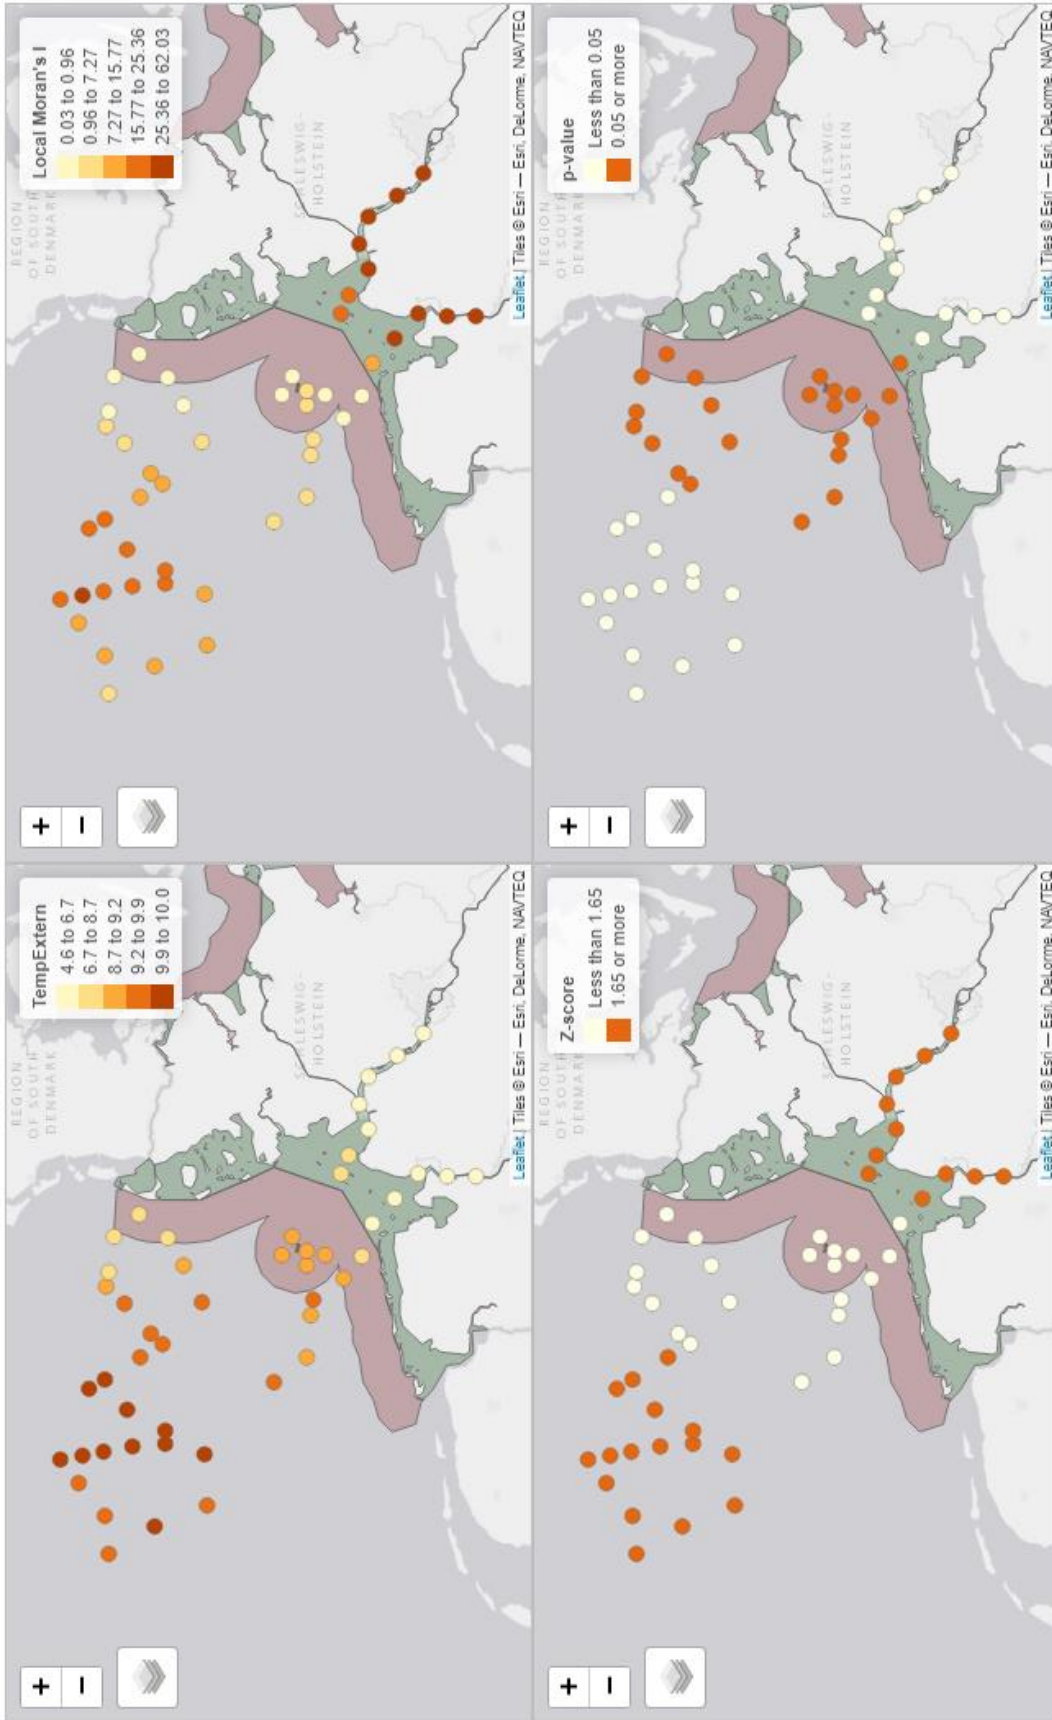 +
−
REGION
OF SOUTH
DENMARK
TempExtern
4.6 to 6.7
6.7 to 8.7
8.7 to 9.2
9.2 to 9.9
9.9 to 10.0
SCHLESWIG-
HOLSTEIN
Leaflet | Tiles © Esri — Esri, DeLorme, NAVTEQ
+
−
REGION
OF SOUTH
DENMARK
Local Moran's I
0.03 to 0.96
0.96 to 7.27
7.27 to 15.77
15.77 to 25.36
25.36 to 62.03
SCHLESWIG-
HOLSTEIN
Leaflet | Tiles © Esri — Esri, DeLorme, NAVTEQ
+
−
REGION
OF SOUTH
DENMARK
Z-score
Less than 1.65
1.65 or more
SCHLESWIG-
HOLSTEIN
Leaflet | Tiles © Esri — Esri, DeLorme, NAVTEQ
+
−
REGION
OF SOUTH
DENMARK
p-value
Less than 0.05
0.05 or more
SCHLESWIG-
HOLSTEIN
Leaflet | Tiles © Esri — Esri, DeLorme, NAVTEQ